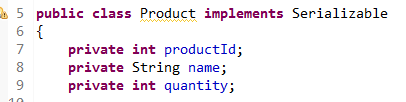 5 public class Product implements Serializable
6 {
7 private int productId;
8 private String name;
9 private int quantity;